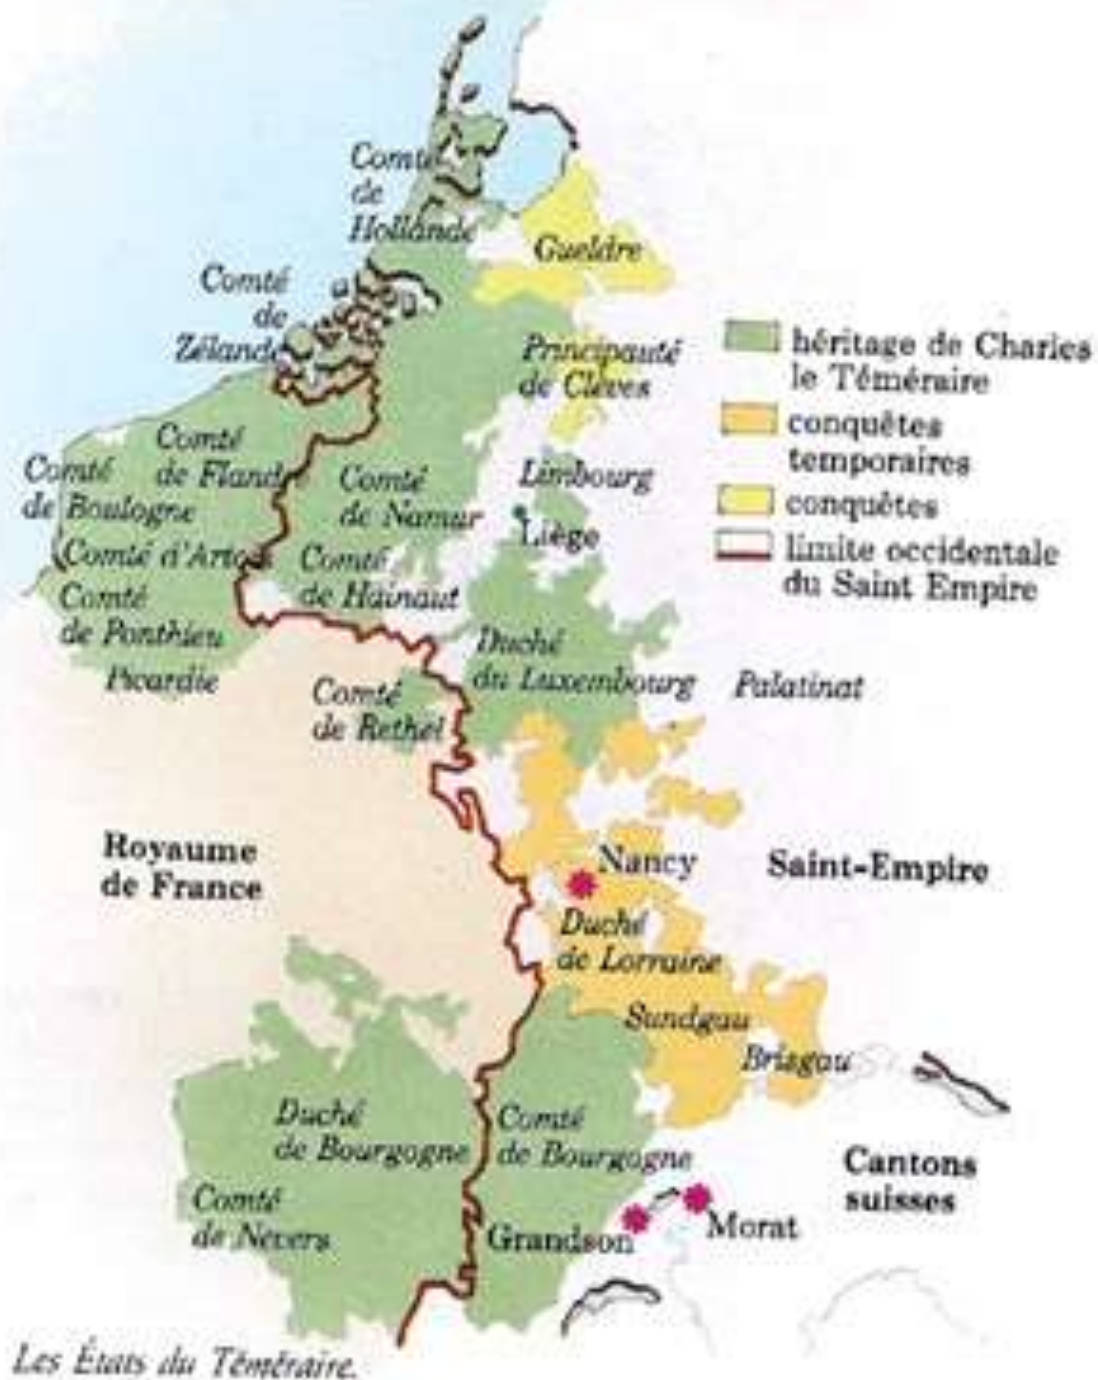 Comté
de
Hollande
Gueldre
Comté
de
Zélande
Principauté
de Clèves
héritage de Charles
le Téméraire
conquêtes
temporaires
conquêtes
limite occidentale
du Saint Empire
Comté
de Fland
Comté
de Boulogne
Comté
de Namur
Limbourg
Liège
Comté d'Artois
Comté
de Hainaut
Comté
de Ponthieu
Picardie
Duché
du Luxembourg
Palatinat
Comté
de Rethel
Royaume
de France
Nancy
Saint-Empire
Duché
de Lorraine
Sundgau
Brisgau
Duché
de Bourgogne
Comté
de Bourgogne
Cantons
suisses
Comté
de Nevers
Grandson
Morat
Les États du Téméraire.